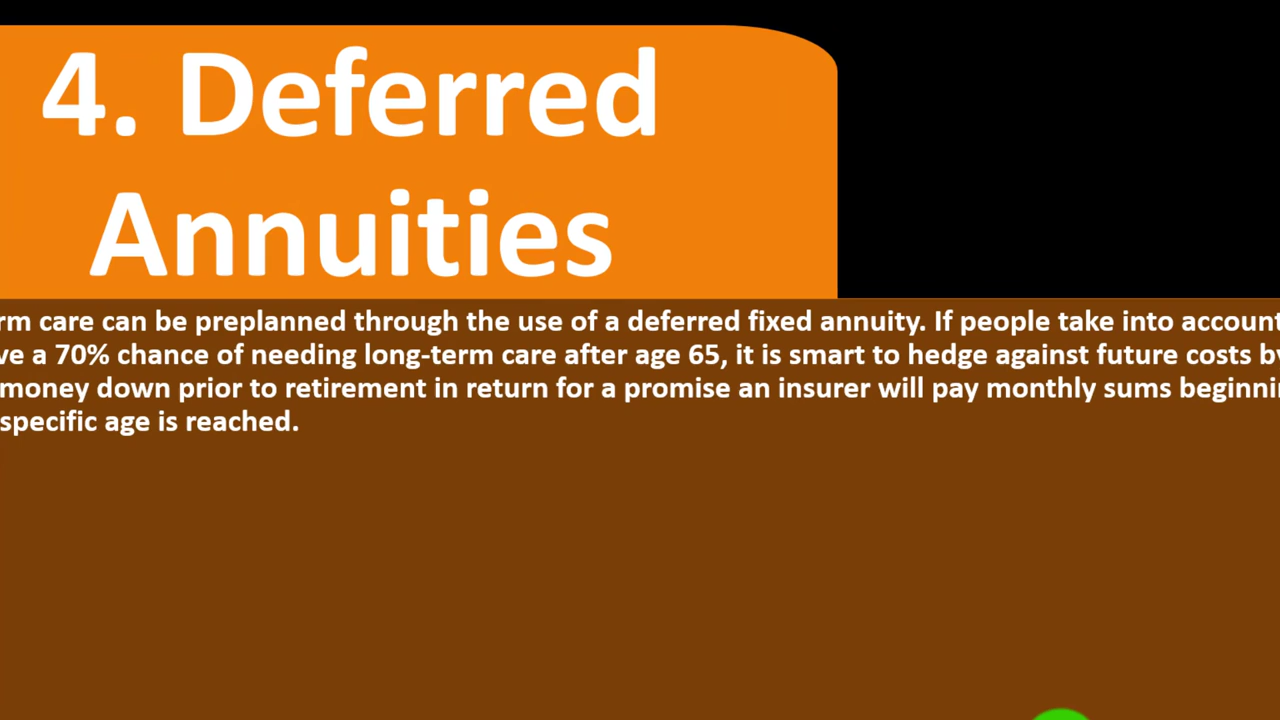 4. Deferred
Annuities
rm care can be preplanned through the use of a deferred fixed annuity. If people take into account
ve a 70% chance of needing long-term care after age 65, it is smart to hedge against future costs by
money down prior to retirement in return for a promise an insurer will pay monthly sums beginni
specific age is reached.